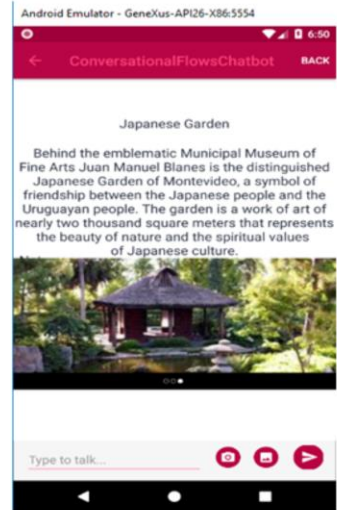 Android Emulator - GeneXus-API26-X86:5554
6:50
ConversationalFlowsChatbot
BACK
Japanese Garden
Behind the emblematic Municipal Museum of
Fine Arts Juan Manuel Blanes is the distinguished
Japanese Garden of Montevideo, a symbol of
friendship between the Japanese people and the
Uruguayan people. The garden is a work of art of
nearly two thousand square meters that represents
the beauty of nature and the spiritual values
of Japanese culture.
Type to talk...